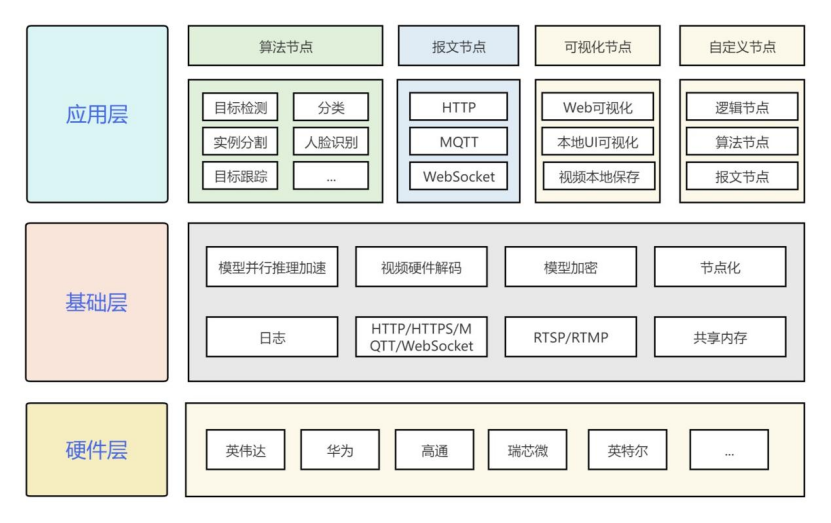 应用层
算法节点
报文节点
可视化节点
自定义节点
目标检测
分类
实例分割
人脸识别
目标跟踪
...
HTTP
MQTT
WebSocket
Web可视化
本地UI可视化
视频本地保存
逻辑节点
算法节点
报文节点
基础层
模型并行推理加速
视频硬件解码
模型加密
节点化
日志
HTTP/HTTPS/M
QTT/WebSocket
RTSP/RTMP
共享内存
硬件层
英伟达
华为
高通
瑞芯微
英特尔
...